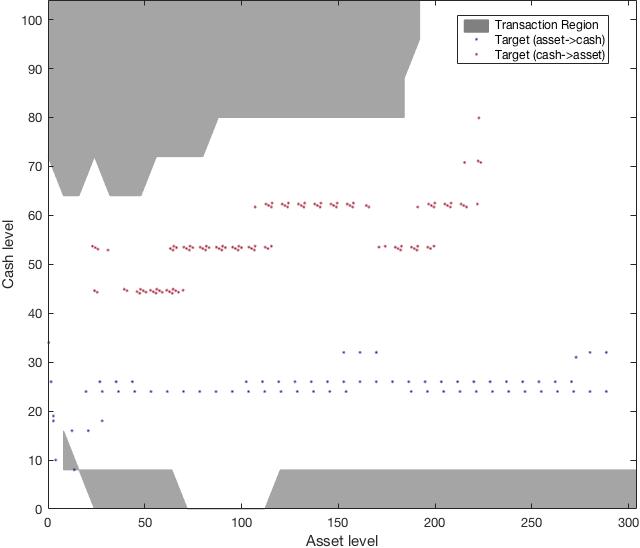 Transaction Region
Target (asset->cash)
Target (cash->asset)
100
90
80
70
60
50
40
30
20
10
0
Cash level
0 50 100 150 200 250 300
Asset level